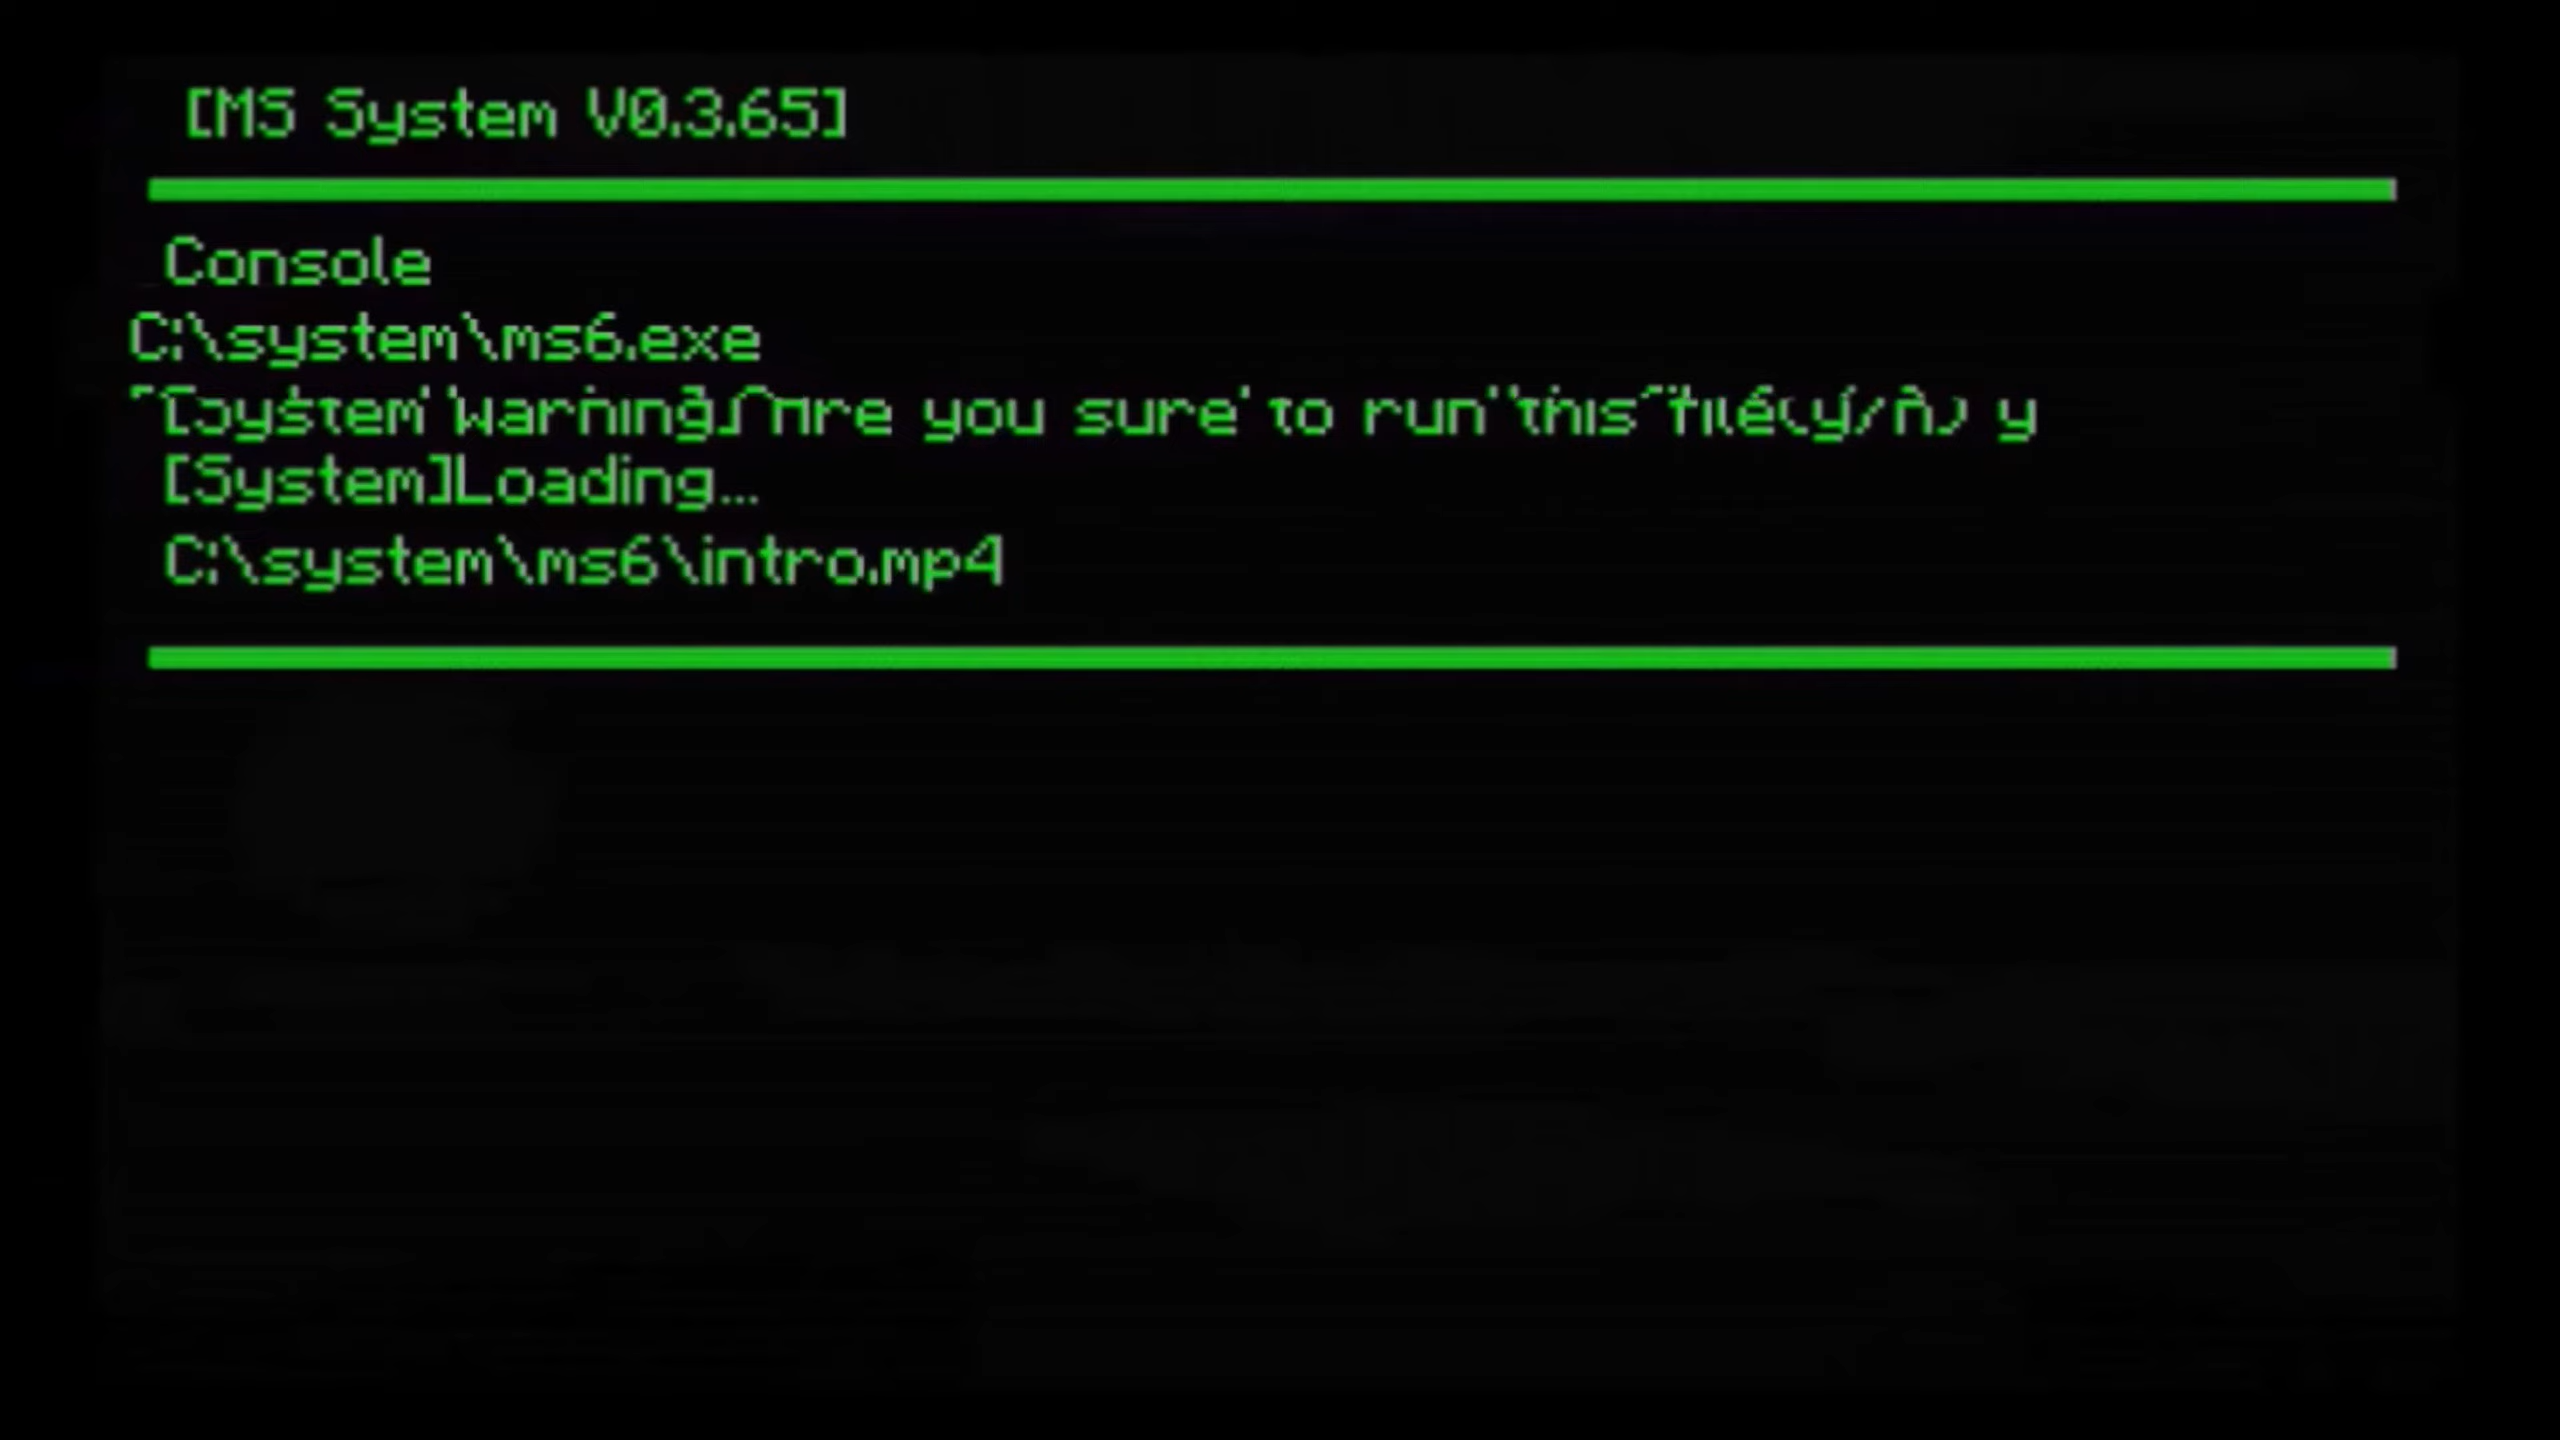 [MS System V0.3.65]
Console
C:\system\ms6.exe
[System Warning]Are you sure to run this file(y/n) y
[System]Loading...
C:\system\ms6\intro.mp4